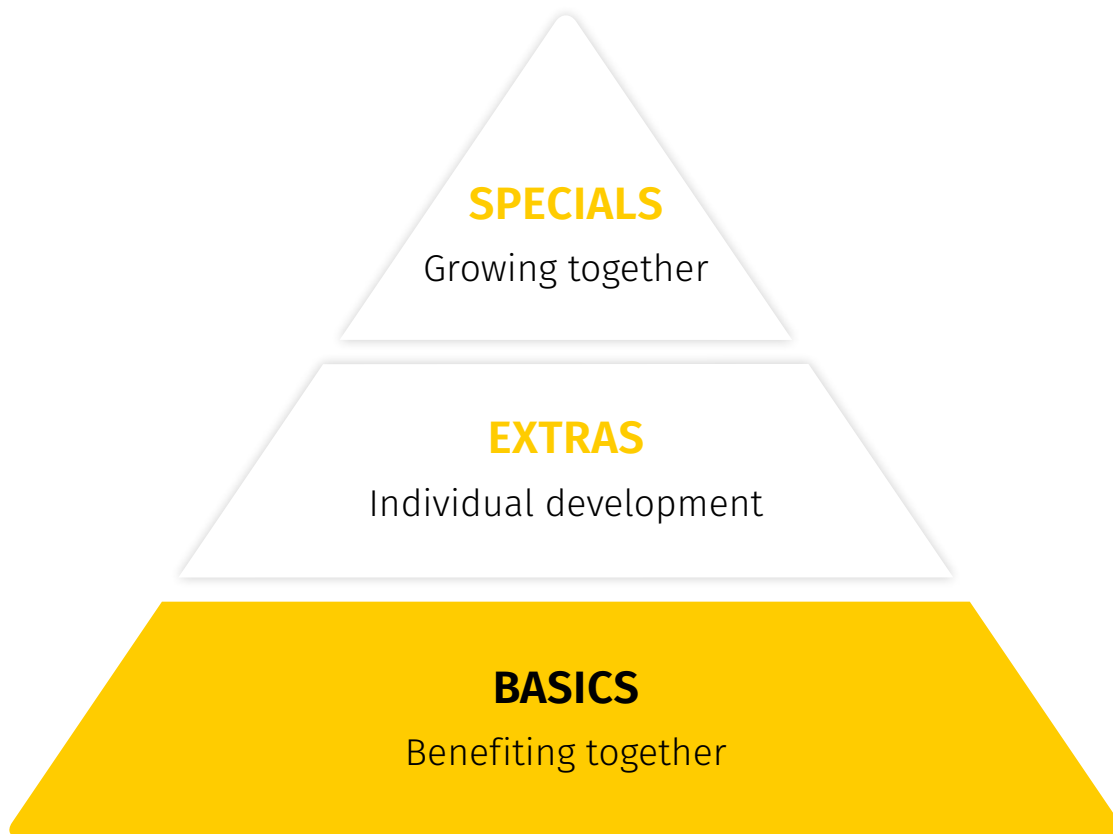 SPECIALS
Growing together
EXTRAS
Individual development
BASICS
Benefiting together